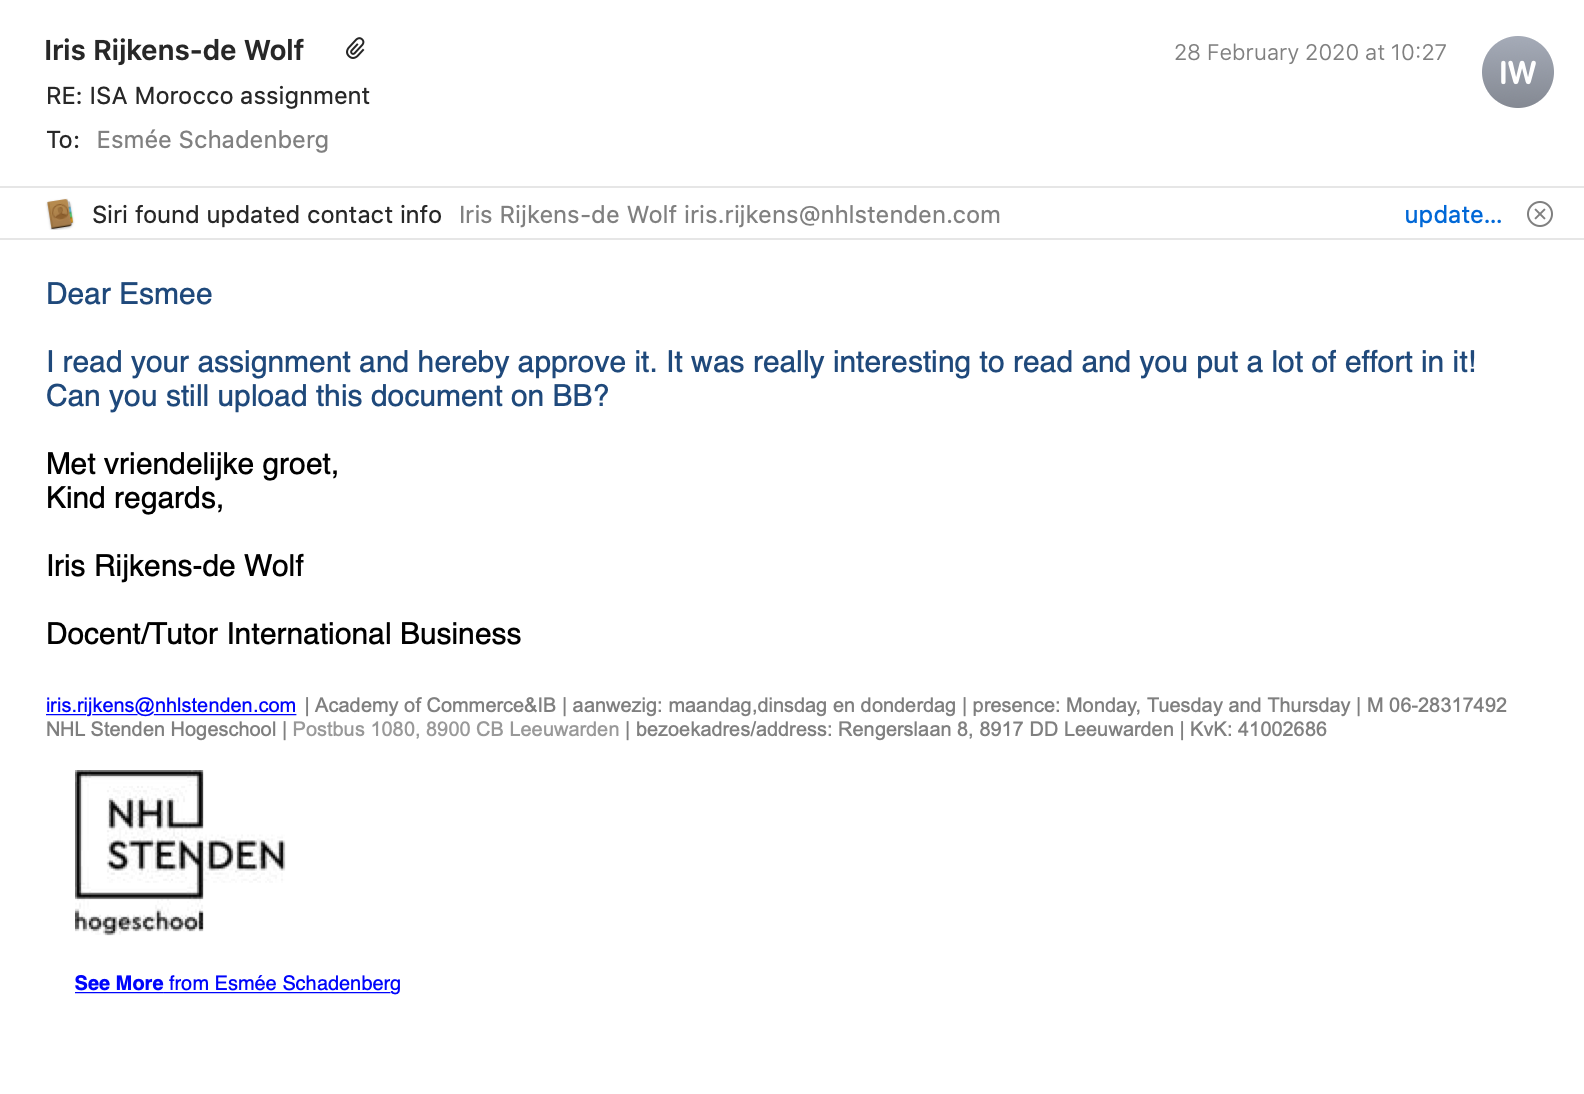 Iris Rijkens-de Wolf
28 February 2020 at 10:27
IW
RE: ISA Morocco assignment
To: Esmée Schadenberg
Siri found updated contact info Iris Rijkens-de Wolf iris.rijkens@nhlstenden.com update...
Dear Esmee
I read your assignment and hereby approve it. It was really interesting to read and you put a lot of effort in it!
Can you still upload this document on BB?
Met vriendelijke groet,
Kind regards,
Iris Rijkens-de Wolf
Docent/Tutor International Business
iris.rijkens@nhlstenden.com | Academy of Commerce&IB | aanwezig: maandag,dinsdag en donderdag | presence: Monday, Tuesday and Thursday | M 06-28317492
NHL Stenden Hogeschool | Postbus 1080, 8900 CB Leeuwarden | bezoekadres/address: Rengerslaan 8, 8917 DD Leeuwarden | KvK: 41002686
NHL
STENDEN
hogeschool
See More from Esmée Schadenberg